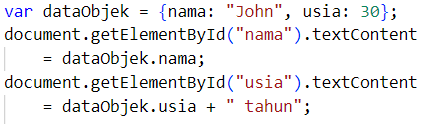 var dataObjek = {nama: "John", usia: 30};
document.getElementById("nama").textContent
= dataObjek.nama;
document.getElementById("usia").textContent
= dataObjek.usia + " tahun";